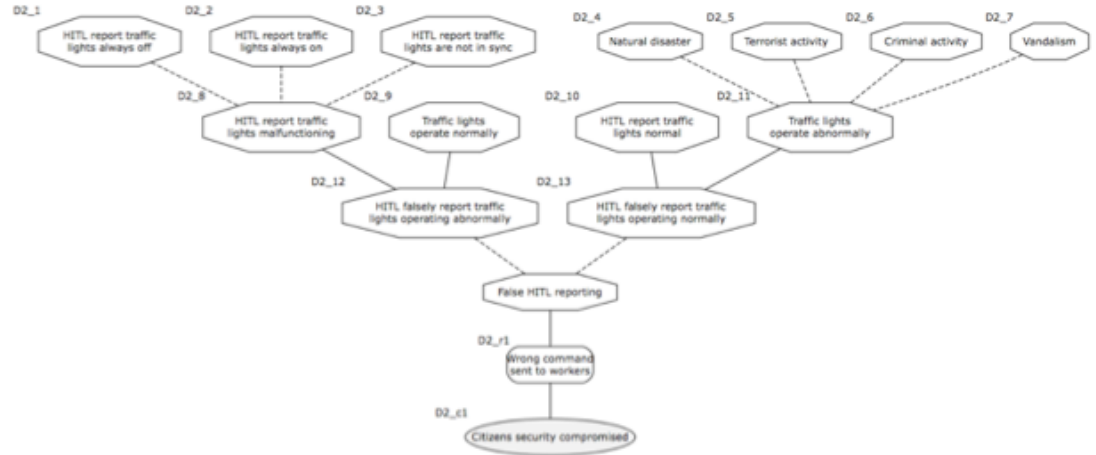 D2_1
HITL report traffic
lights always off
D2_2
HITL report traffic
lights always on
D2_3
HITL report traffic
lights are not in sync
D2_4
Natural disaster
D2_5
Terrorist activity
D2_6
Criminal activity
D2_7
Vandalism
D2_8
HITL report traffic
lights malfunctioning
D2_9
Traffic lights
operate normally
D2_10
HITL report traffic
lights normal
D2_11
Traffic lights
operate abnormally
D2_12
HITL falsely report traffic
lights operating abnormally
D2_13
HITL falsely report traffic
lights operating normally
False HITL reporting
D2_r1
Wrong command
sent to workers
D2_c1
Citizens security compromised